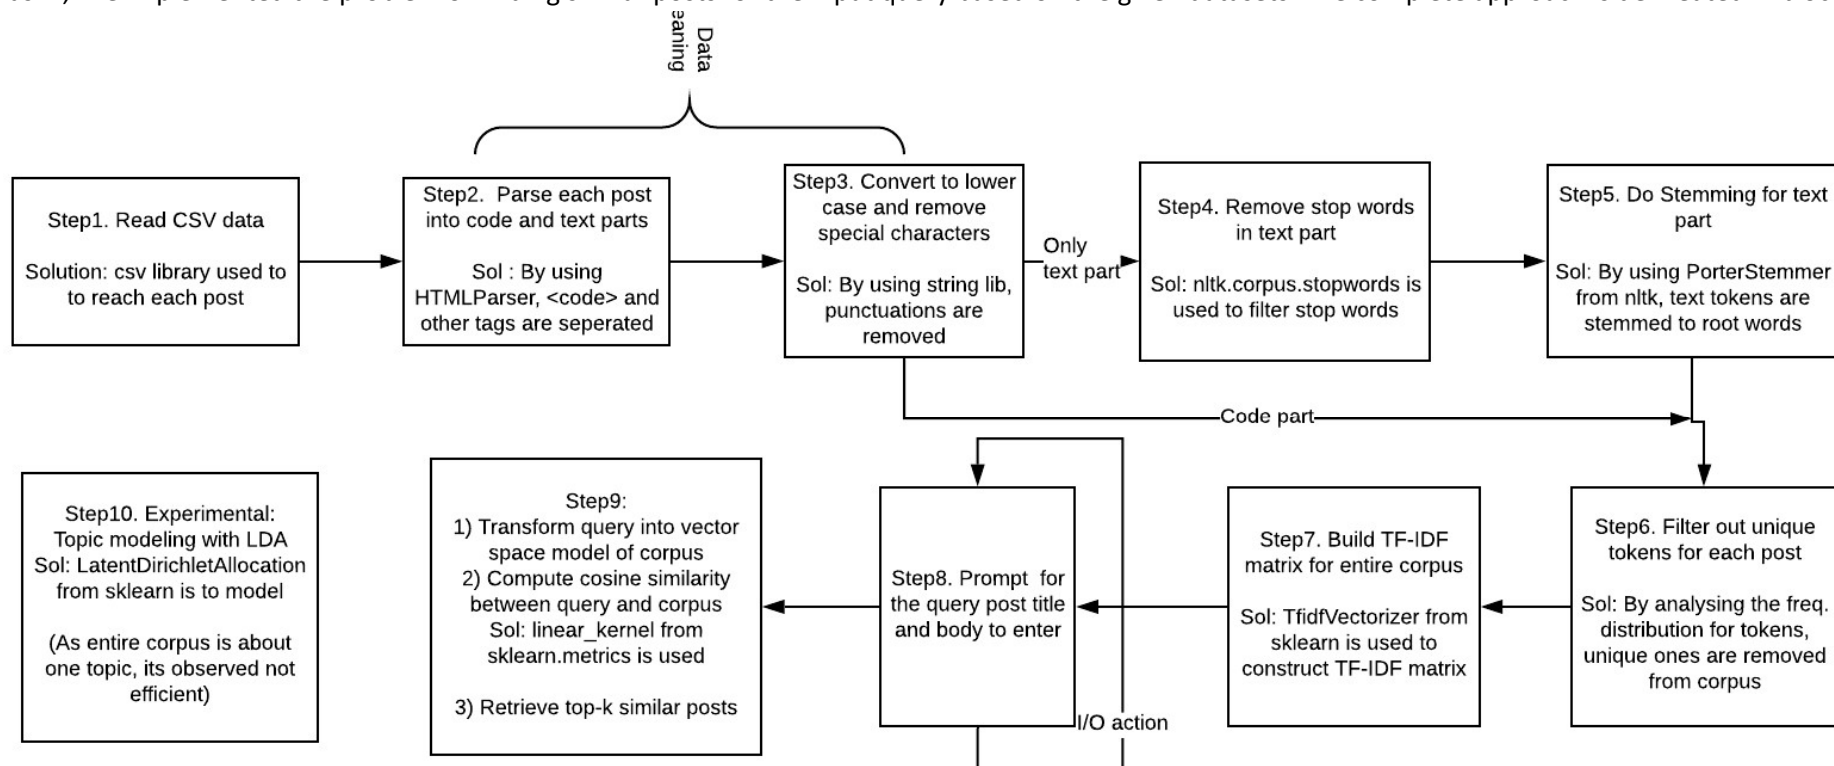 Data
eaning
Step1. Read CSV data
Solution: csv library used to
to reach each post
Step2. Parse each post
into code and text parts
Sol : By using
HTMLParser, <code> and
other tags are seperated
Step3. Convert to lower
case and remove
special characters
Sol: By using string lib,
punctuations are
removed
Only
text part
Step4. Remove stop words
in text part
Sol: nltk.corpus.stopwords is
used to filter stop words
Step5. Do Stemming for text
part
Sol: By using PorterStemmer
from nltk, text tokens are
stemmed to root words
Code part
Step10. Experimental:
Topic modeling with LDA
Sol: LatentDirichletAllocation
from sklearn is to model
(As entire corpus is about
one topic, its observed not
efficient)
Step9:
1) Transform query into vector
space model of corpus
2) Compute cosine similarity
between query and corpus
Sol: linear_kernel from
sklearn.metrics is used
3) Retrieve top-k similar posts
Step8. Prompt for
the query post title
and body to enter
I/O action
Step7. Build TF-IDF
matrix for entire corpus
Sol: TfidfVectorizer from
sklearn is used to
construct TF-IDF matrix
Step6. Filter out unique
tokens for each post
Sol: By analysing the freq.
distribution for tokens,
unique ones are removed
from corpus